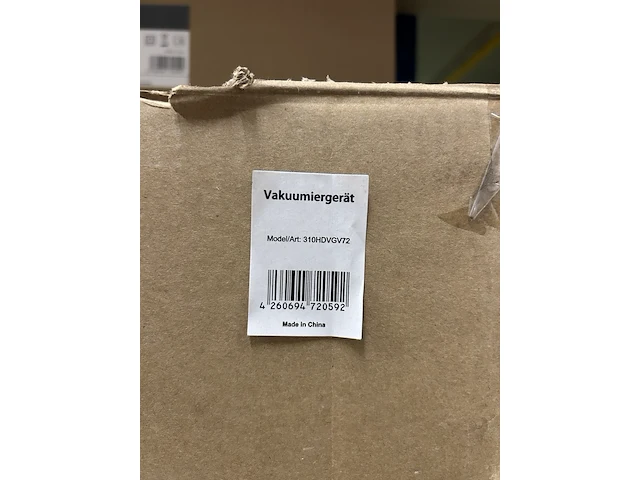 Vakuumiergerät
Model/Art: 310HDVGV72
4 260694 720592
Made in China